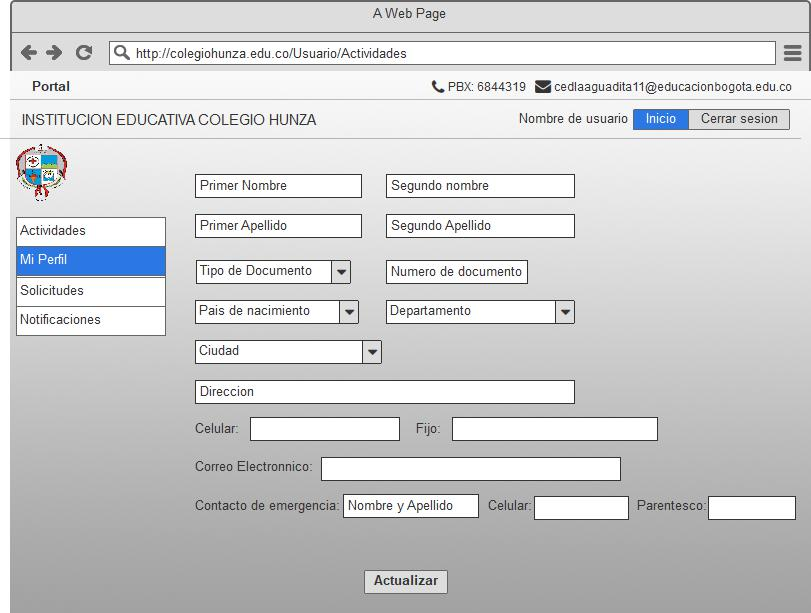 A Web Page
http://colegiohunza.edu.co/Usuario/Actividades
Portal
PBX: 6844319 cedlaaguadita11@educacionbogota.edu.co
INSTITUCION EDUCATIVA COLEGIO HUNZA
Nombre de usuario Inicio Cerrar sesion
Actividades
Mi Perfil
Solicitudes
Notificaciones
Primer Nombre Segundo nombre
Primer Apellido Segundo Apellido
Tipo de Documento Numero de documento
Pais de nacimiento Departamento
Ciudad
Direccion
Celular: Fijo:
Correo Electronnico:
Contacto de emergencia: Nombre y Apellido Celular: Parentesco:
Actualizar